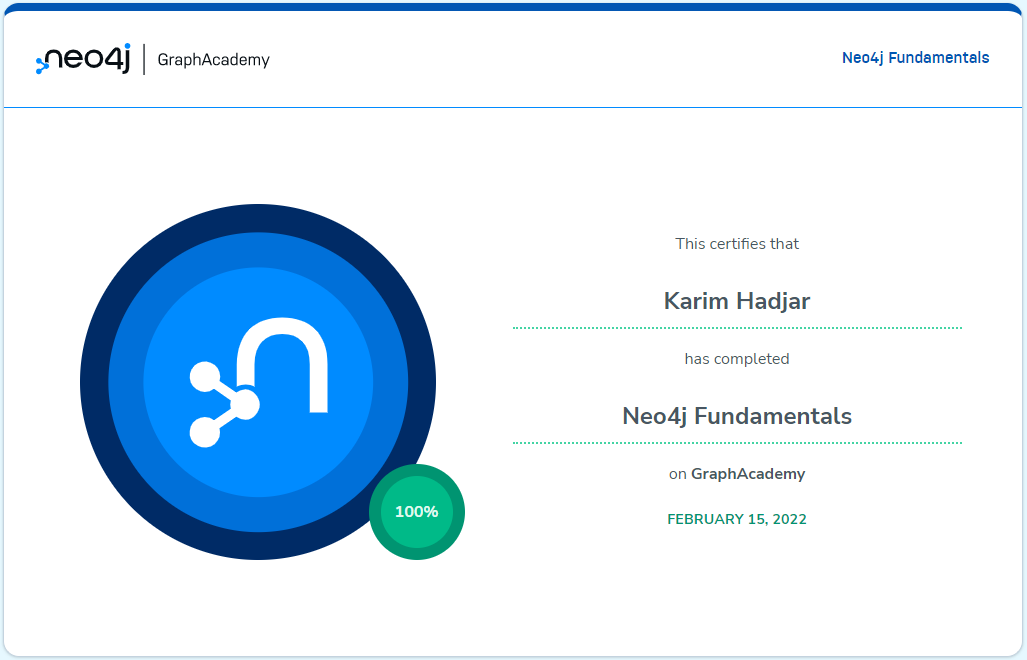 neo4j | GraphAcademy
Neo4j Fundamentals
This certifies that
Karim Hadjar
has completed
Neo4j Fundamentals
on GraphAcademy
FEBRUARY 15, 2022
n
100%